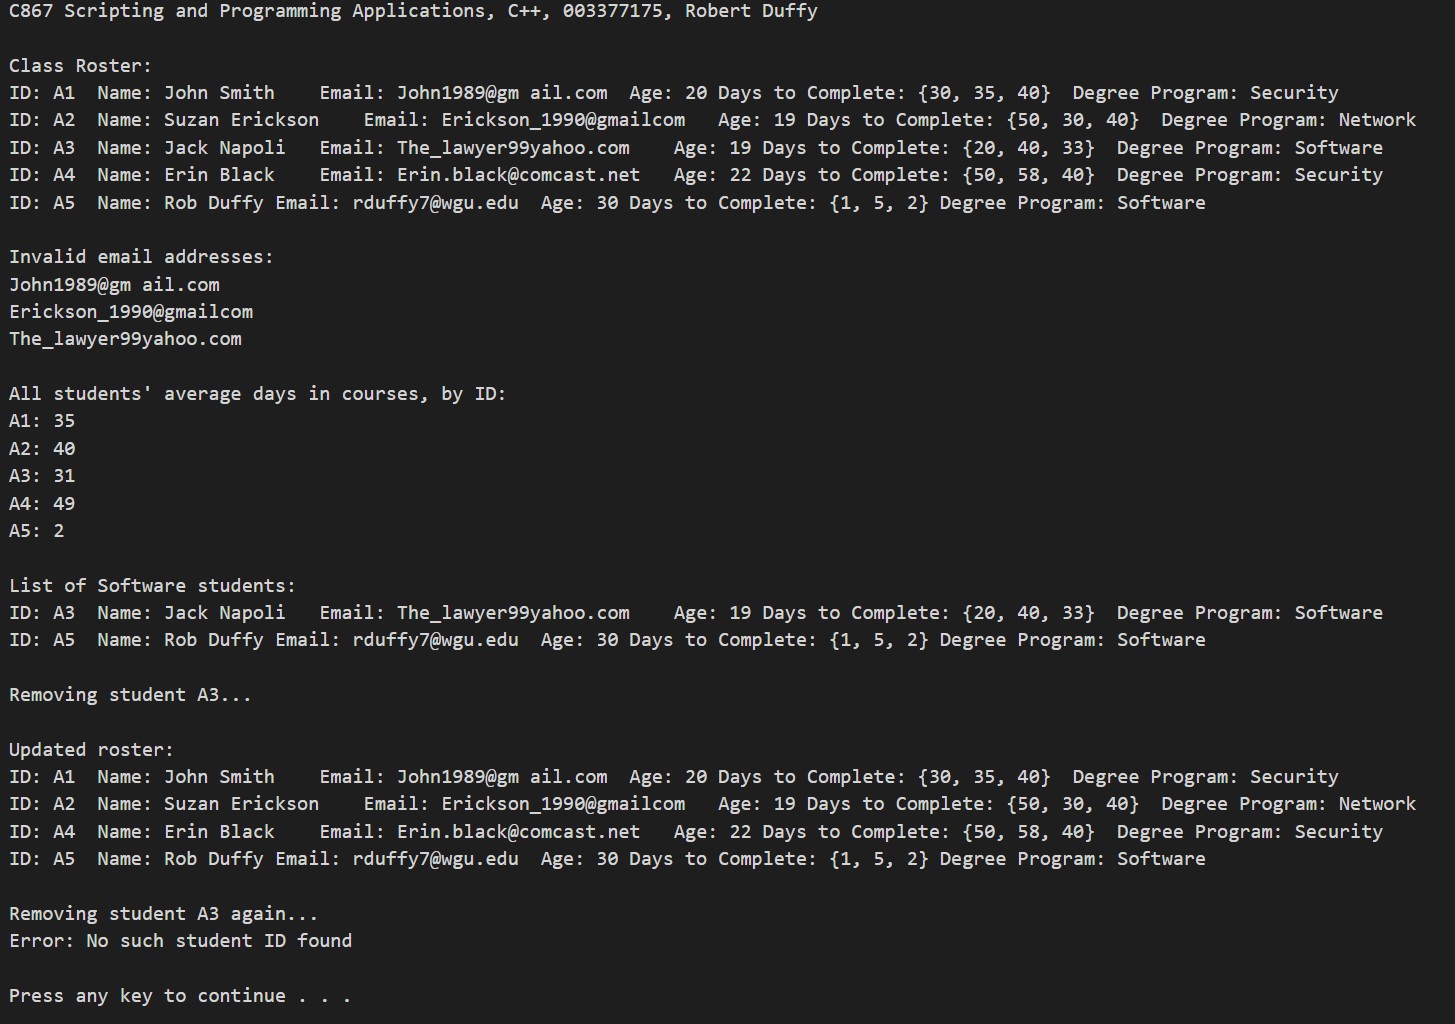 C867 Scripting and Programming Applications, C++, 003377175, Robert Duffy
Class Roster:
ID: A1  Name: John Smith    Email: John1989@gm ail.com  Age: 20 Days to Complete: {30, 35, 40}  Degree Program: Security
ID: A2  Name: Suzan Erickson    Email: Erickson_1990@gmailcom   Age: 19 Days to Complete: {50, 30, 40}  Degree Program: Network
ID: A3  Name: Jack Napoli   Email: The_lawyer99yahoo.com    Age: 19 Days to Complete: {20, 40, 33}  Degree Program: Software
ID: A4  Name: Erin Black    Email: Erin.black@comcast.net   Age: 22 Days to Complete: {50, 58, 40}  Degree Program: Security
ID: A5  Name: Rob Duffy Email: rduffy7@wgu.edu  Age: 30 Days to Complete: {1, 5, 2} Degree Program: Software
Invalid email addresses:
John1989@gm ail.com
Erickson_1990@gmailcom
The_lawyer99yahoo.com
All students' average days in courses, by ID:
A1: 35
A2: 40
A3: 31
A4: 49
A5: 2
List of Software students:
ID: A3  Name: Jack Napoli   Email: The_lawyer99yahoo.com    Age: 19 Days to Complete: {20, 40, 33}  Degree Program: Software
ID: A5  Name: Rob Duffy Email: rduffy7@wgu.edu  Age: 30 Days to Complete: {1, 5, 2} Degree Program: Software
Removing student A3...
Updated roster:
ID: A1  Name: John Smith    Email: John1989@gm ail.com  Age: 20 Days to Complete: {30, 35, 40}  Degree Program: Security
ID: A2  Name: Suzan Erickson    Email: Erickson_1990@gmailcom   Age: 19 Days to Complete: {50, 30, 40}  Degree Program: Network
ID: A4  Name: Erin Black    Email: Erin.black@comcast.net   Age: 22 Days to Complete: {50, 58, 40}  Degree Program: Security
ID: A5  Name: Rob Duffy Email: rduffy7@wgu.edu  Age: 30 Days to Complete: {1, 5, 2} Degree Program: Software
Removing student A3 again...
Error: No such student ID found
Press any key to continue . . .